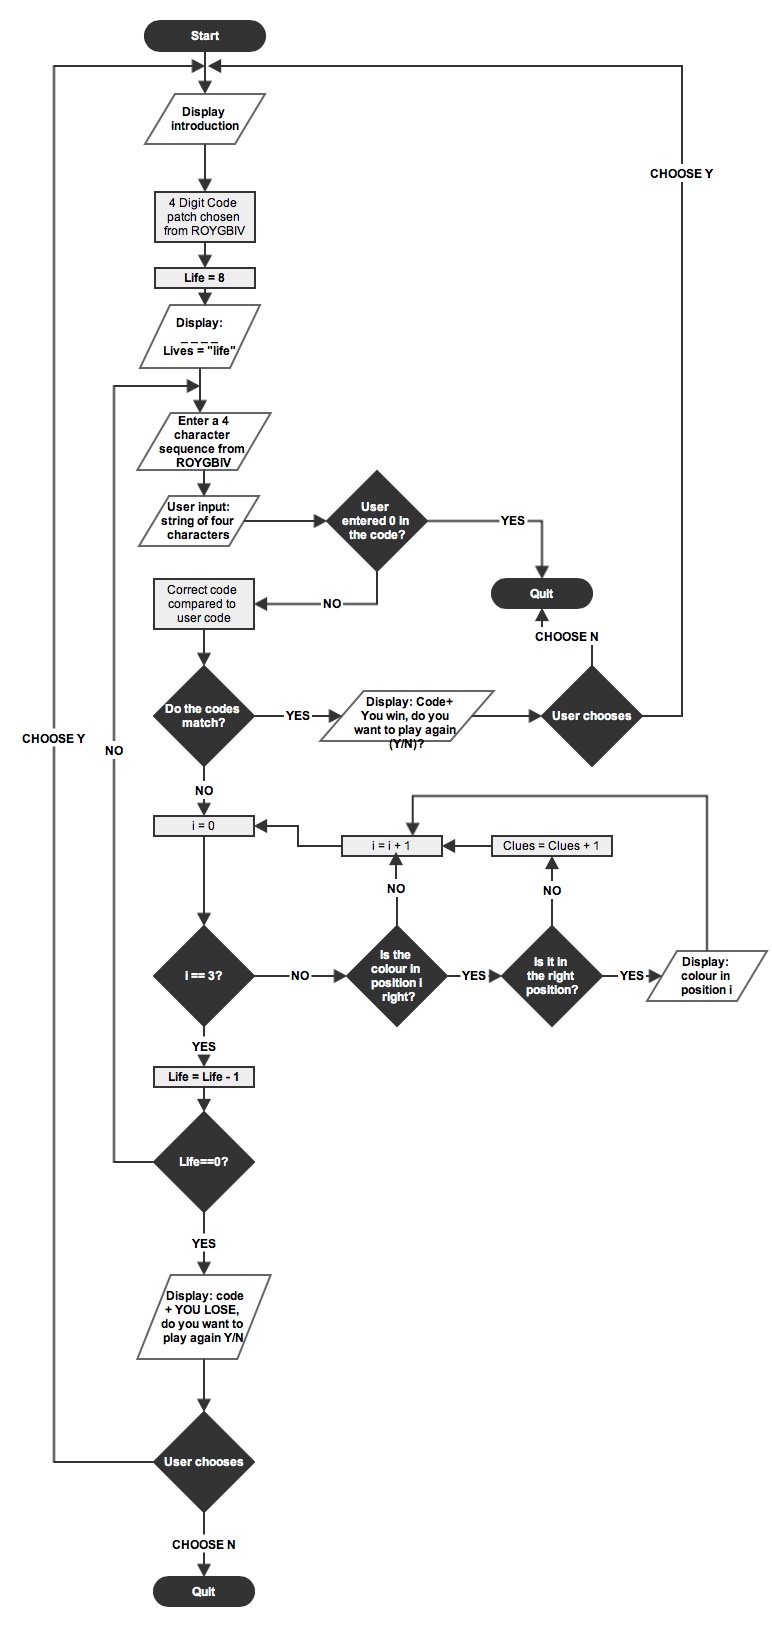 Start
CHOOSE Y
Display
introduction
4 Digit Code
patch chosen
from ROYGBIV
Life = 8
Display:
_ _ _ _
Lives = "life"
Enter a 4
character
sequence from
ROYGBIV
User input:
string of four
characters
User
entered 0 in
the code?
YES
Quit
NO
Correct code
compared to
user code
CHOOSE N
Do the codes
match?
YES
Display: Code+
You win, do you
want to play again
(Y/N)?
User chooses
CHOOSE Y
NO
NO
i = 0
i = i + 1
Clues = Clues + 1
NO
NO
i == 3?
NO
Is the
colour in
position i
right?
YES
Is it in
the right
position?
YES
Display:
colour in
position i
YES
Life = Life - 1
Life==0?
YES
Display: code
+ YOU LOSE,
do you want to
play again Y/N
User chooses
CHOOSE N
Quit